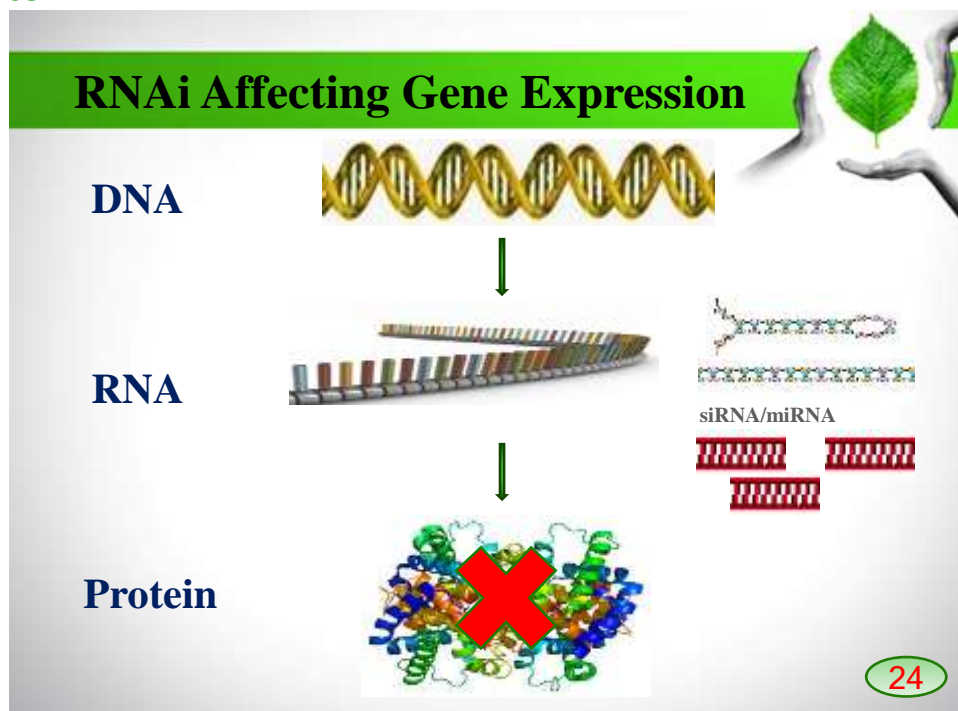 RNAi Affecting Gene Expression
DNA
RNA
siRNA/miRNA
Protein
24